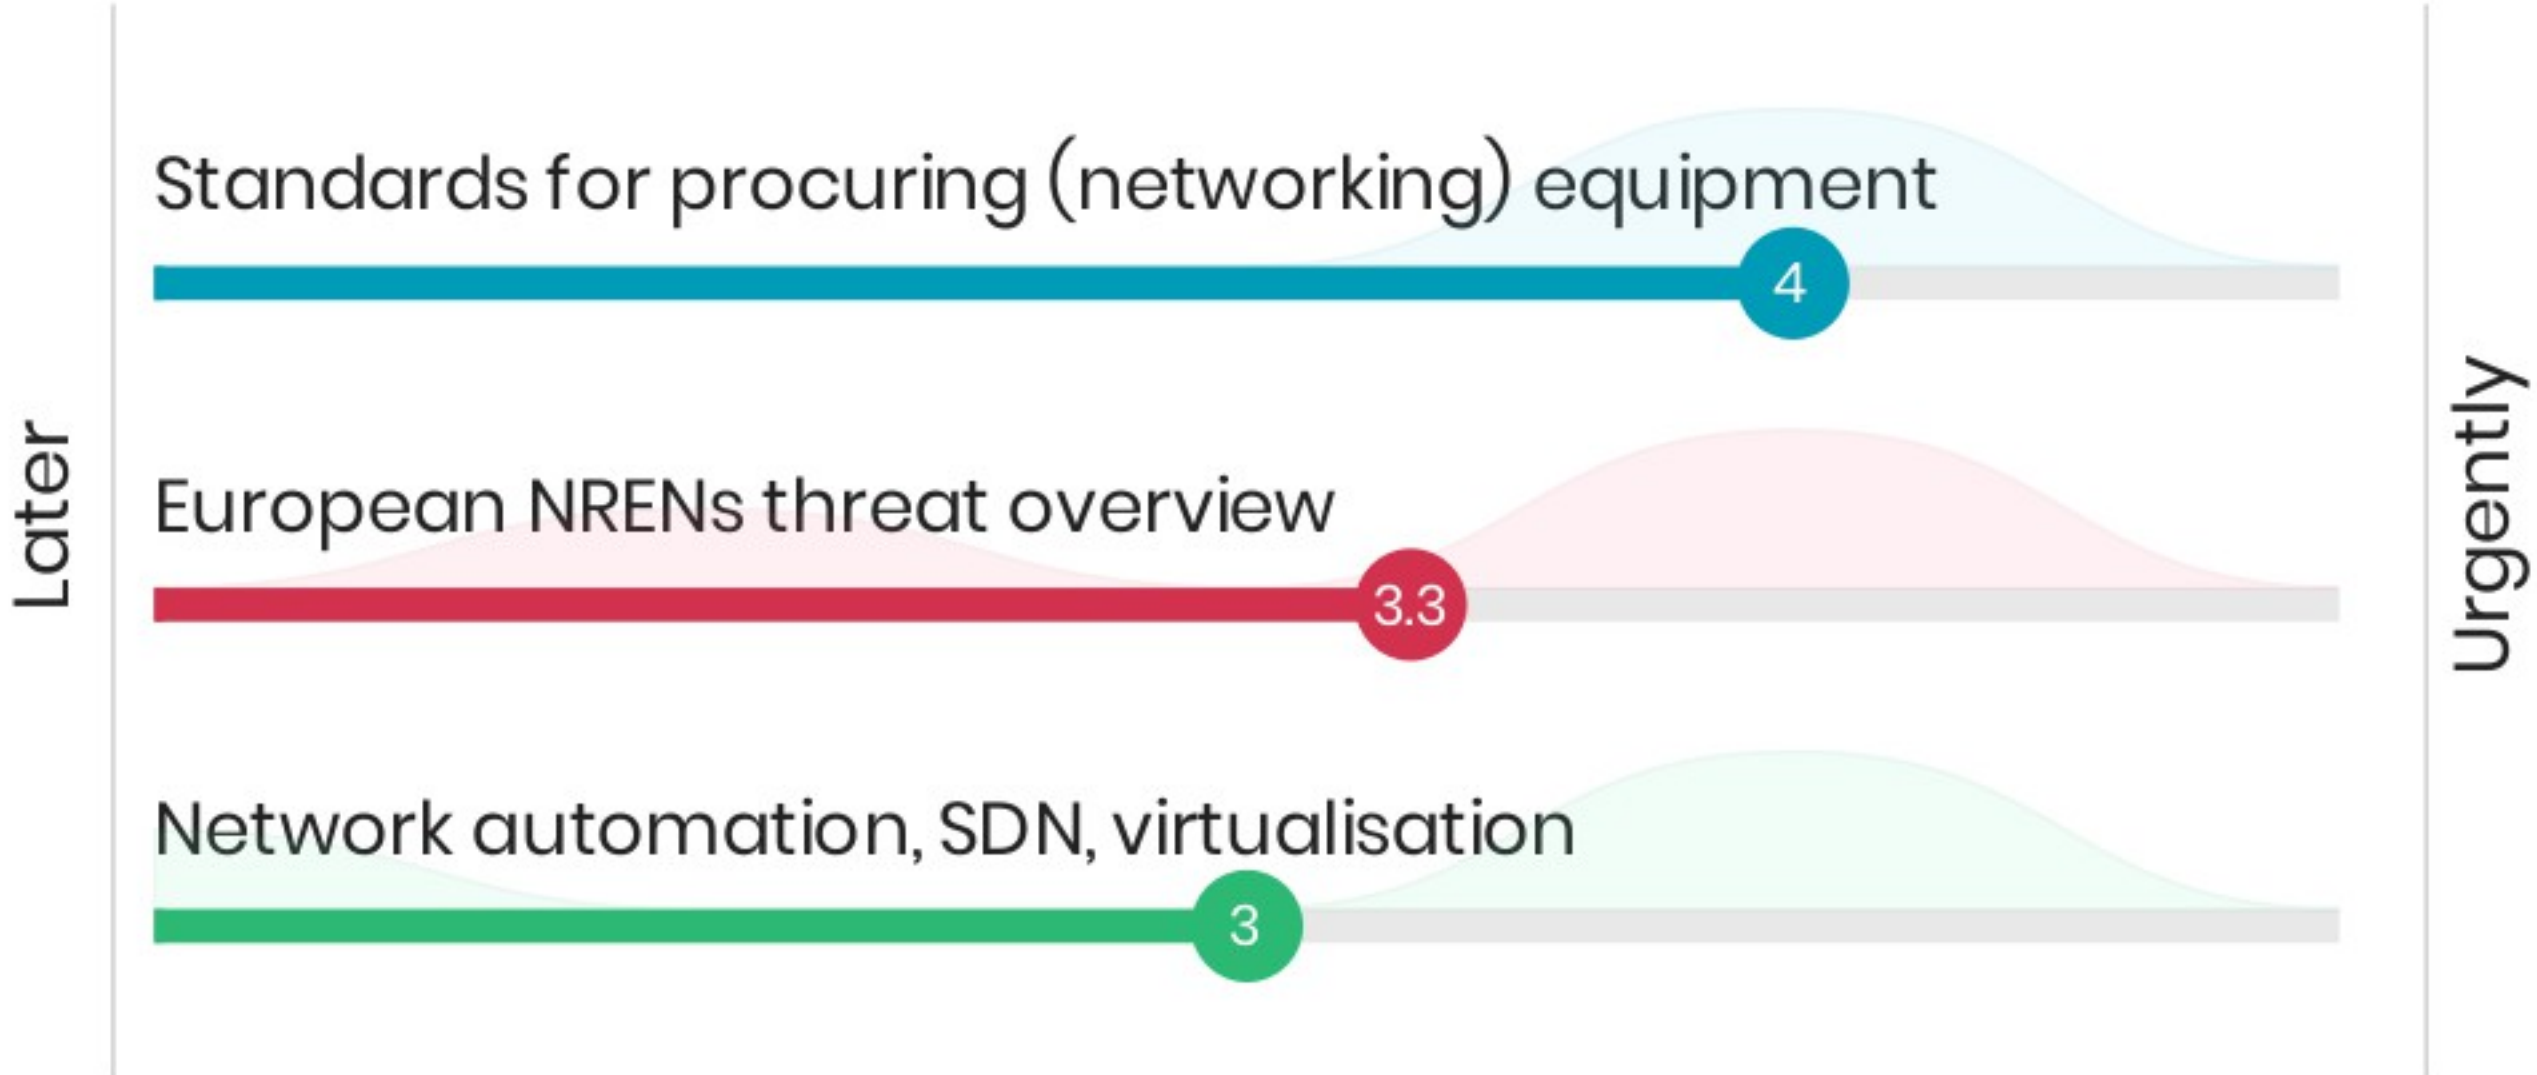 Standards for procuring (networking) equipment
4
Later
European NRENs threat overview
3.3
Urgently
Network automation, SDN, virtualisation
3